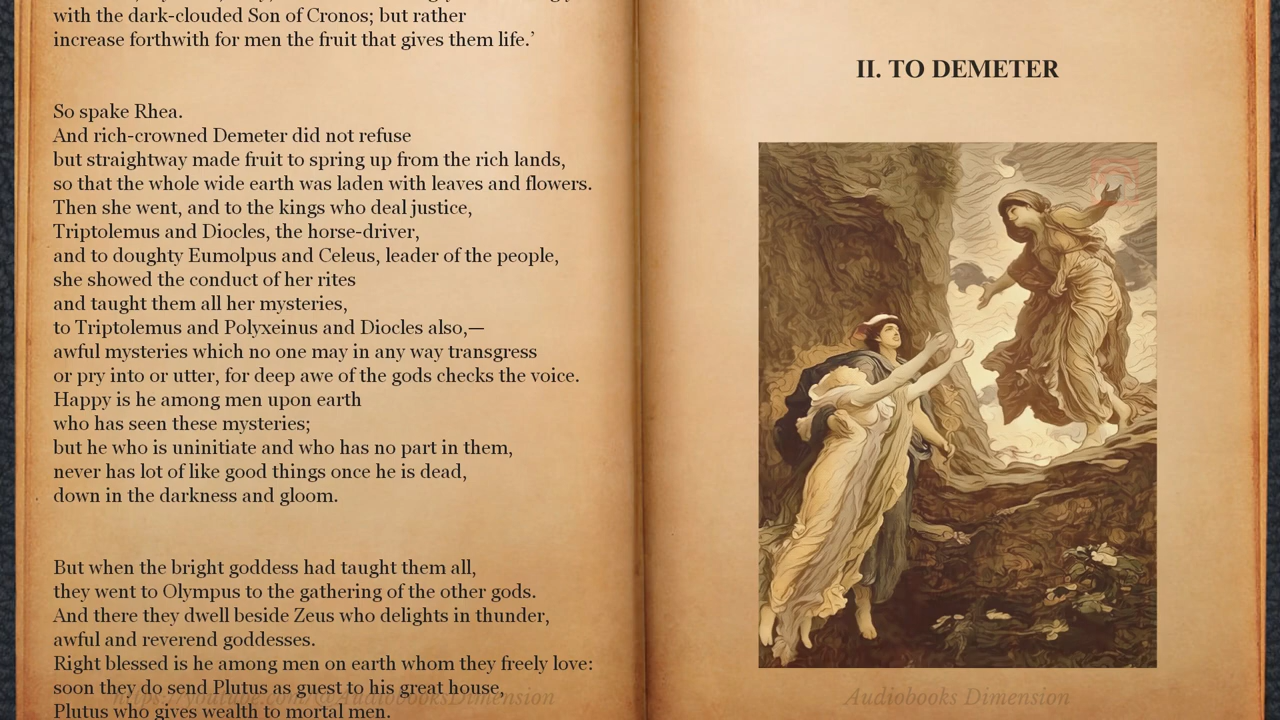 with the dark-clouded Son of Cronos; but rather
increase forthwith for men the fruit that gives them life.’
So spake Rhea.
And rich-crowned Demeter did not refuse
but straightway made fruit to spring up from the rich lands,
so that the whole wide earth was laden with leaves and flowers.
Then she went, and to the kings who deal justice,
Triptolemus and Diocles, the horse-driver,
and to doughty Eumolpus and Celeus, leader of the people,
she showed the conduct of her rites
and taught them all her mysteries,
to Triptolemus and Polyxeinus and Diocles also,—
awful mysteries which no one may in any way transgress
or pry into or utter, for deep awe of the gods checks the voice.
Happy is he among men upon earth
who has seen these mysteries;
but he who is uninitiate and who has no part in them,
never has lot of like good things once he is dead,
down in the darkness and gloom.
But when the bright goddess had taught them all,
they went to Olympus to the gathering of the other gods.
And there they dwell beside Zeus who delights in thunder,
awful and reverend goddesses.
Right blessed is he among men on earth whom they freely love:
soon they do send Plutus as guest to his great house,
https://youtube.com/@AudiobooksDimension
Plutus who gives wealth to mortal men.
II. TO DEMETER
Audiobooks Dimension